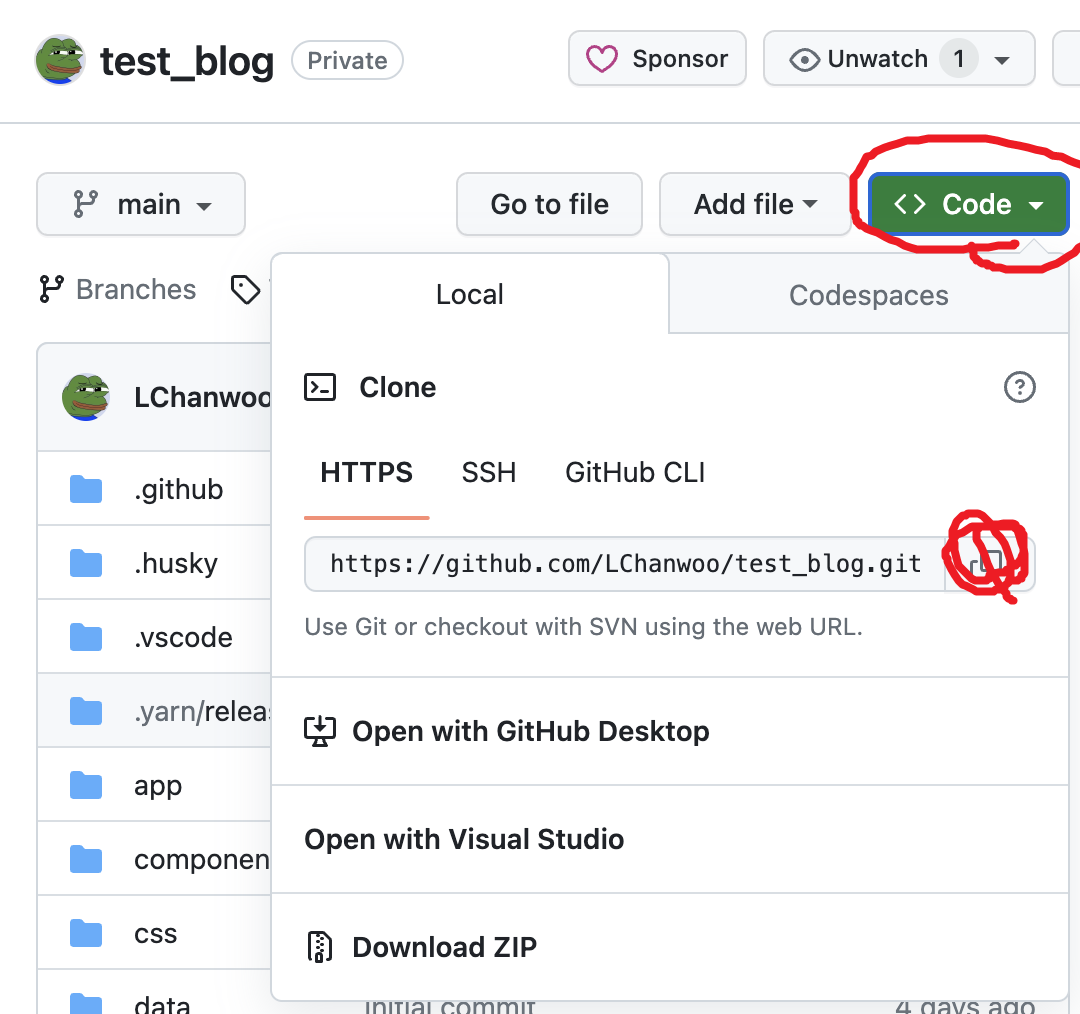 test_blog Private Sponsor Unwatch 1
main Go to file Add file Code
Branches
Local Codespaces
Clone
LChanwoo
HTTPS SSH GitHub CLI
.github
https://github.com/LChanwoo/test_blog.git
.husky
Use Git or checkout with SVN using the web URL.
.vscode
.yarn/releas
Open with GitHub Desktop
app
Open with Visual Studio
componen
css
Download ZIP
data initial commit 4 days ago